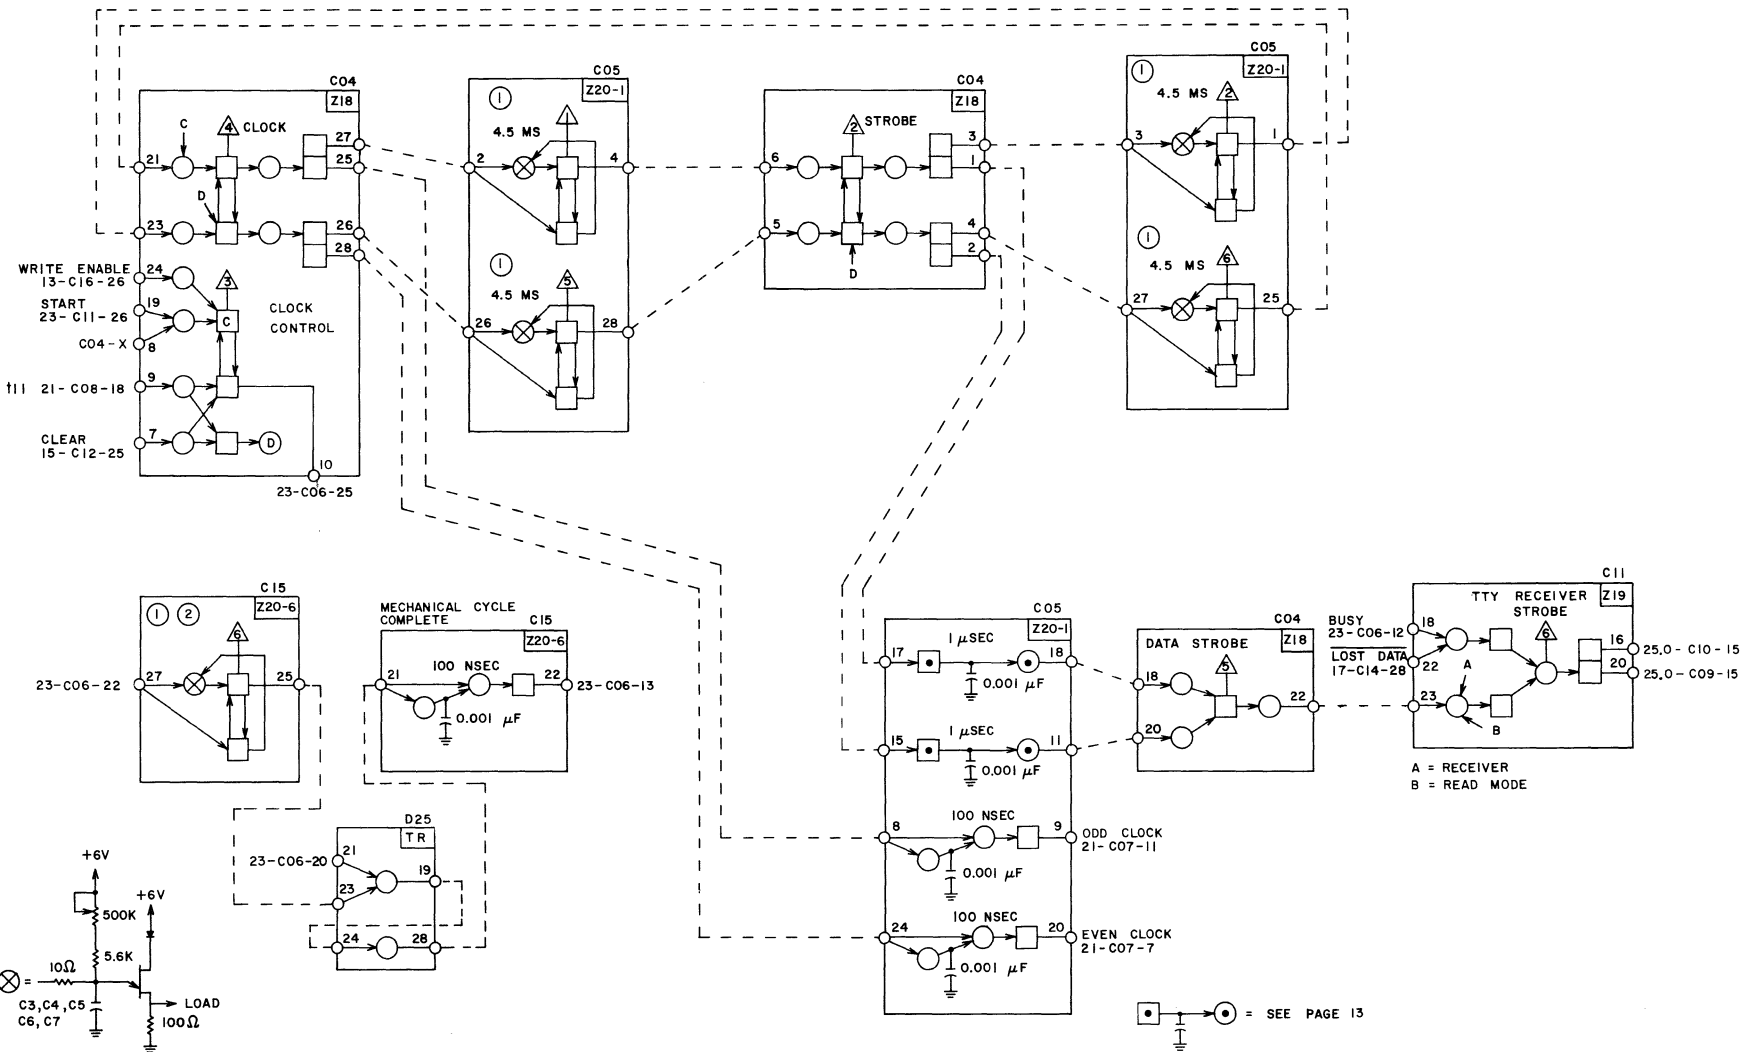 C04
Z18
C
4
CLOCK
27
21
25
D
23
26
28
WRITE ENABLE
13-C16-26
24
3
START
23-C11-26
19
C
CLOCK
CONTROL
C04-X
8
t11 21-C08-18
9
CLEAR
15-C12-25
7
D
10
23-C06-25
C05
Z20-1
1
4.5 MS
1
2
4
1
4.5 MS
5
26
28
C04
Z18
2
STROBE
3
6
1
5
4
2
D
C05
Z20-1
1
4.5 MS
2
3
1
1
4.5 MS
6
27
25
C15
Z20-6
1 2
6
23-C06-22
27
25
MECHANICAL CYCLE
COMPLETE
C15
Z20-6
21
100 NSEC
22
23-C06-13
0.001 µF
D25
TR
23-C06-20
21
19
23
24
28
+6V
+6V
500K
5.6K
=
10Ω
C3,C4,C5
C6,C7
LOAD
100Ω
C05
Z20-1
17
1 µSEC
18
0.001 µF
15
1 µSEC
11
0.001 µF
8
100 NSEC
9
ODD CLOCK
21-C07-11
0.001 µF
24
100 NSEC
20
EVEN CLOCK
21-C07-7
0.001 µF
C04
Z18
DATA STROBE
5
18
22
20
C11
Z19
TTY RECEIVER
STROBE
6
BUSY
23-C06-12
18
LOST DATA
17-C14-28
22
A
16
25.0-C10-15
20
25.0-C09-15
23
B
A = RECEIVER
B = READ MODE
= SEE PAGE 13